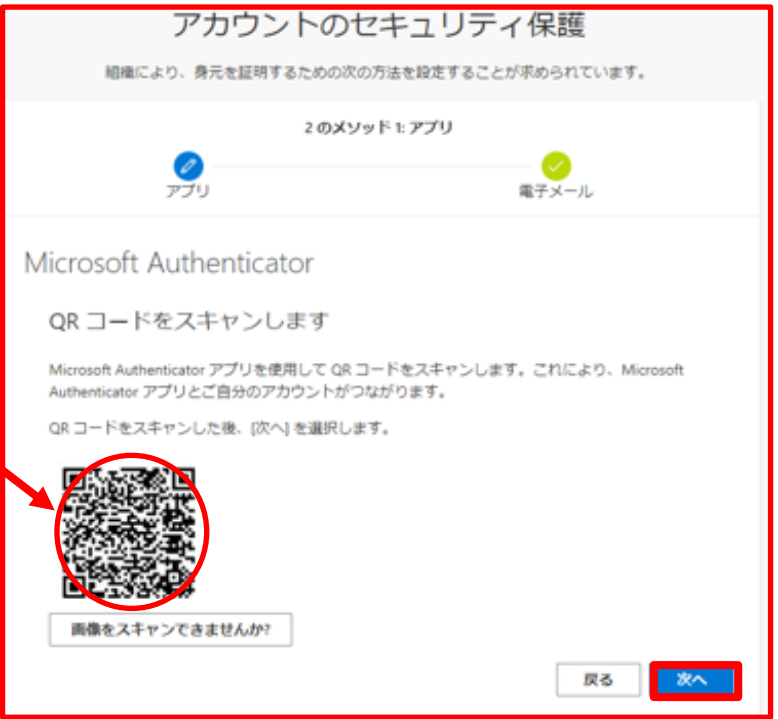 アカウントのセキュリティ保護
組織により、身元を証明するための次の方法を設定することが求められています。
2 のメソッド 1: アプリ
アプリ
電子メール
Microsoft Authenticator
QR コードをスキャンします
Microsoft Authenticator アプリを使用して QR コードをスキャンします。これにより、Microsoft
Authenticator アプリとご自分のアカウントがつながります。
QR コードをスキャンした後、[次へ] を選択します。
画像をスキャンできませんか?
戻る
次へ